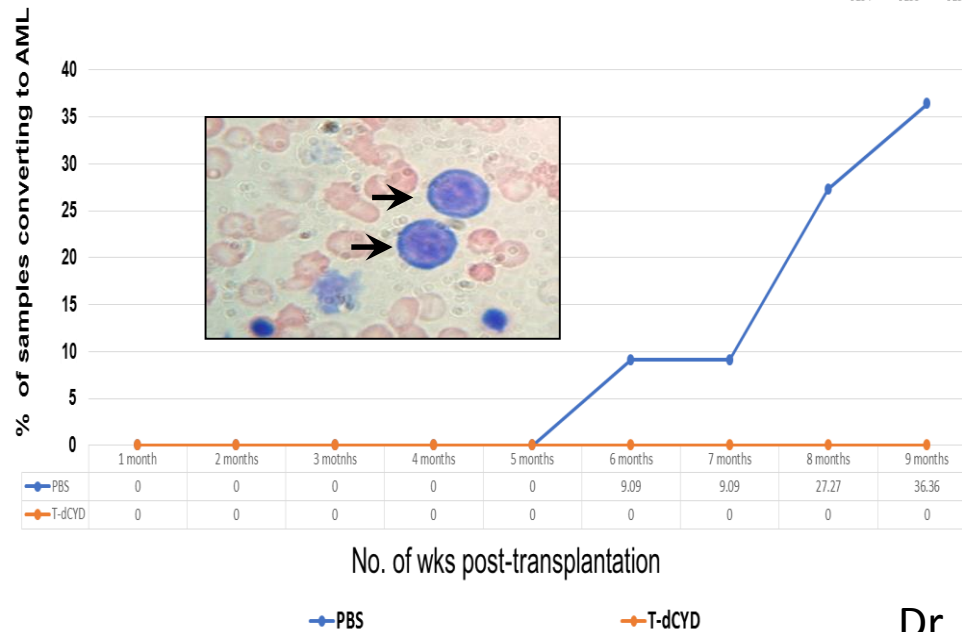 % of samples converting to AML
40
35
30
25
20
15
10
5
0
1 month 2 months 3 motnhs 4 months 5 months 6 months 7 months 8 months 9 months
PBS 0 0 0 0 0 9.09 9.09 27.27 36.36
T-dCYD 0 0 0 0 0 0 0 0 0
No. of wks post-transplantation
PBS T-dCYD
Dr